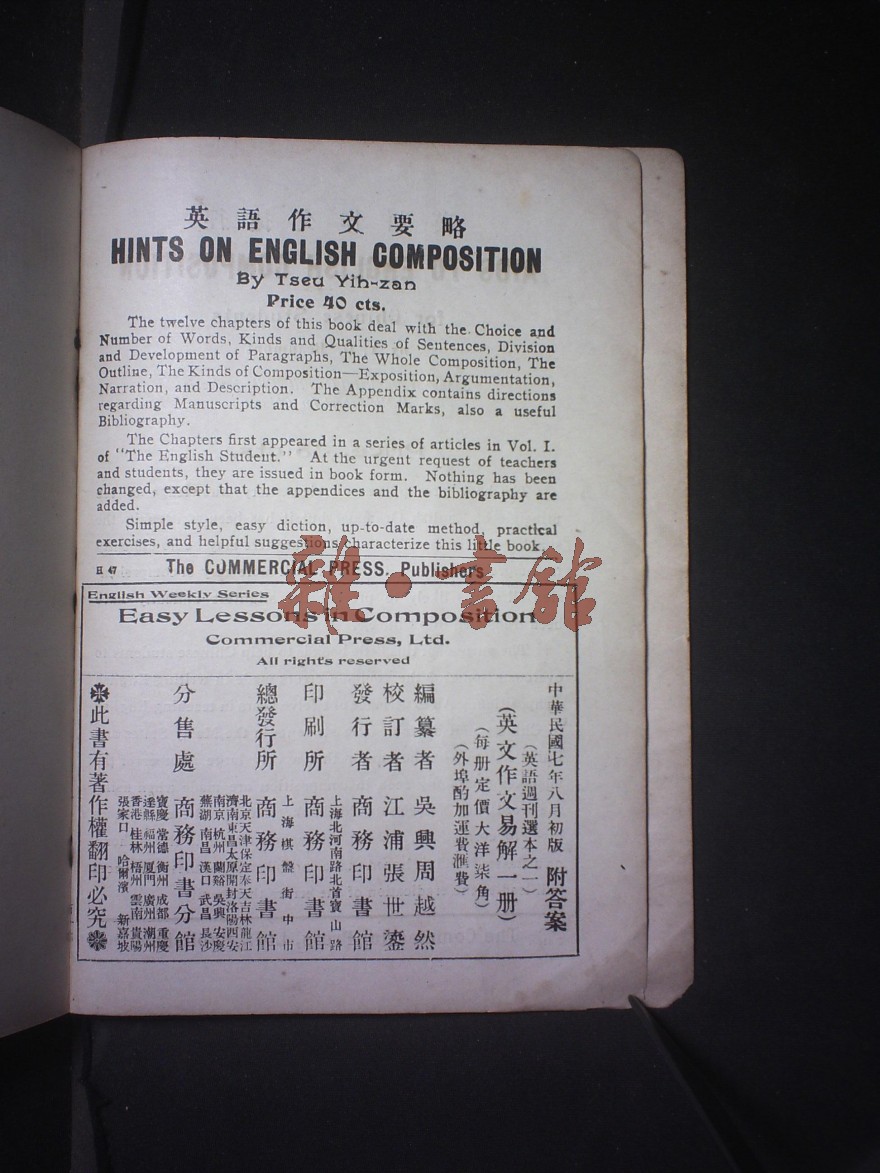 英語作文要略
HINTS ON ENGLISH COMPOSITION
By Tseu Yih-zan
Price 40 cts.
The twelve chapters of this book deal with the Choice and
Number of Words, Kinds and Qualities of Sentences, Division
and Development of Paragraphs, The Whole Composition, The
Outline, The Kinds of Composition—Exposition, Argumentation,
Narration, and Description. The Appendix contains directions
regarding Manuscripts and Correction Marks, also a useful
Bibliography.
The Chapters first appeared in a series of articles in Vol. I.
of "The English Student." At the urgent request of teachers
and students, they are issued in book form. Nothing has been
changed, except that the appendices and the bibliography are
added.
Simple style, easy diction, up-to-date method, practical
exercises, and helpful suggestions characterize this little book.
H 47 The COMMERCIAL PRESS, Publishers
雜·書館
English Weekly Series
Easy Lessons in Composition
Commercial Press, Ltd.
All rights reserved
中華民國七年八月初版 附答案
(英語週刊選本之一)
(英文作文易解一册)
(每册定價大洋柒角)
(外埠酌加運費滙費)
編纂者 吳興周越然
校訂者 江浦張世鎏
發行者 商務印書館
上海北河南路北首寶山路
印刷所 商務印書館
上海棋盤街中市
總發行所 商務印書館
北京天津保定奉天吉林龍江
濟南東昌太原開封洛陽西安
南京杭州蘭谿吳興安慶
蕪湖南昌漢口武昌長沙
分售處 商務印書分館
寶慶常德衡州成都重慶
達縣福州厦門廣州潮州
香港桂林梧州雲南貴陽
張家口哈爾濱新嘉坡
此書有著作權翻印必究